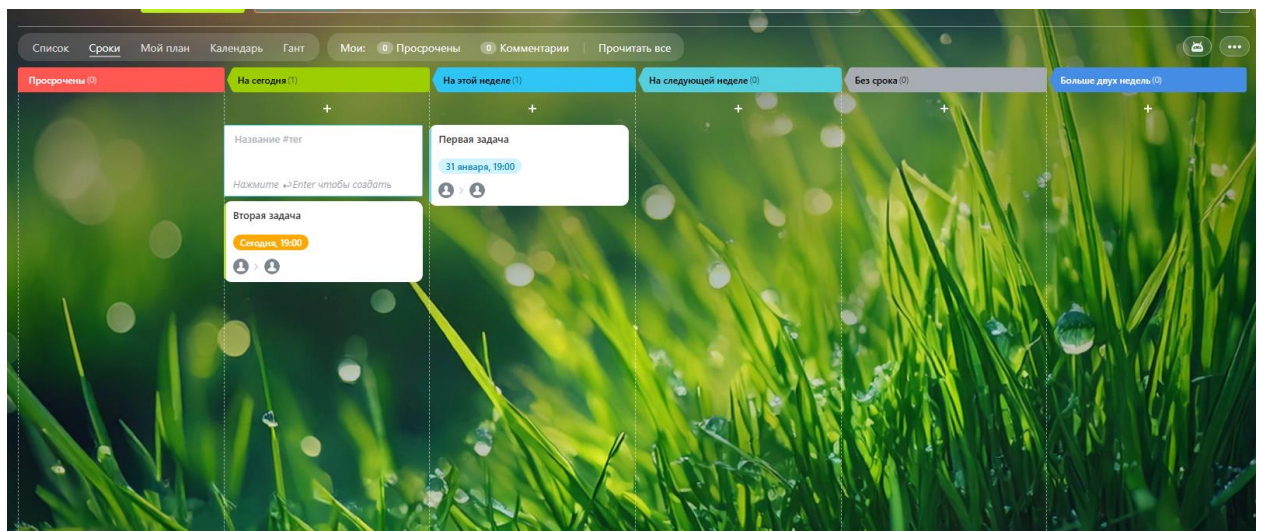 Список Сроки Мой план Календарь Гант Мои: 0 Просрочены 0 Комментарии Прочитать все
Просрочены (0) На сегодня (1) На этой неделе (1) На следующей неделе (0) Без срока (0) Больше двух недель (0)
Название #тег
Нажмите Enter чтобы создать
Вторая задача
Сегодня, 19:00
Первая задача
31 января, 19:00